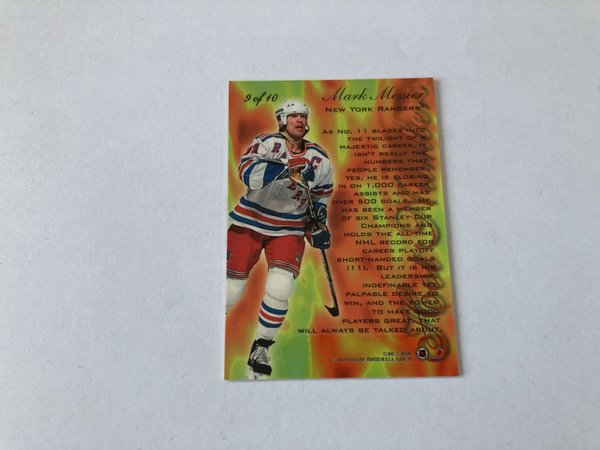 9 of 10
Mark Messier
New York Rangers
As No. 11 blades into
the twilight of a
majestic career, it
isn't really the
numbers that
people remember.
Yes, he is closing
in on 1,000 career
assists and has
over 500 goals. He
has been a member
of six Stanley Cup
Champions and
holds the all-time
NHL record for
career playoff
short-handed goals
(11). But it is his
leadership,
indefinable yet
palpable desire to
win, and the power
to make good
players great, that
will always be talked about.